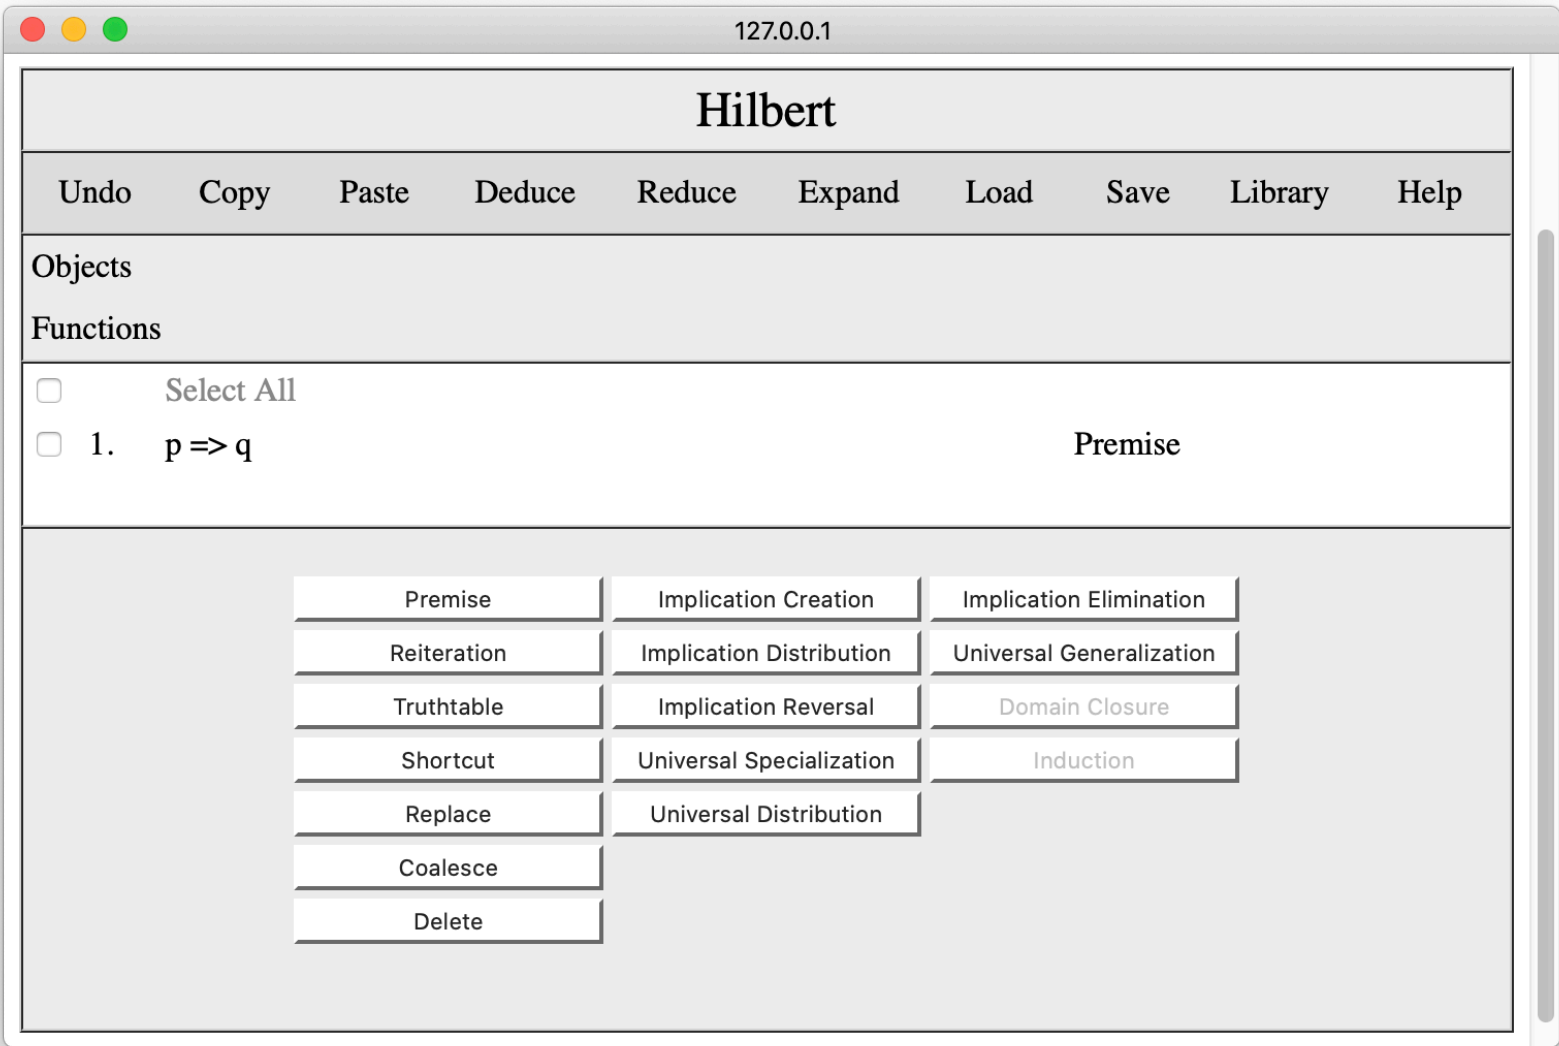 127.0.0.1
Hilbert
Undo Copy Paste Deduce Reduce Expand Load Save Library Help
Objects
Functions
Select All
1. p => q Premise
Premise Implication Creation Implication Elimination
Reiteration Implication Distribution Universal Generalization
Truthtable Implication Reversal Domain Closure
Shortcut Universal Specialization Induction
Replace Universal Distribution
Coalesce
Delete